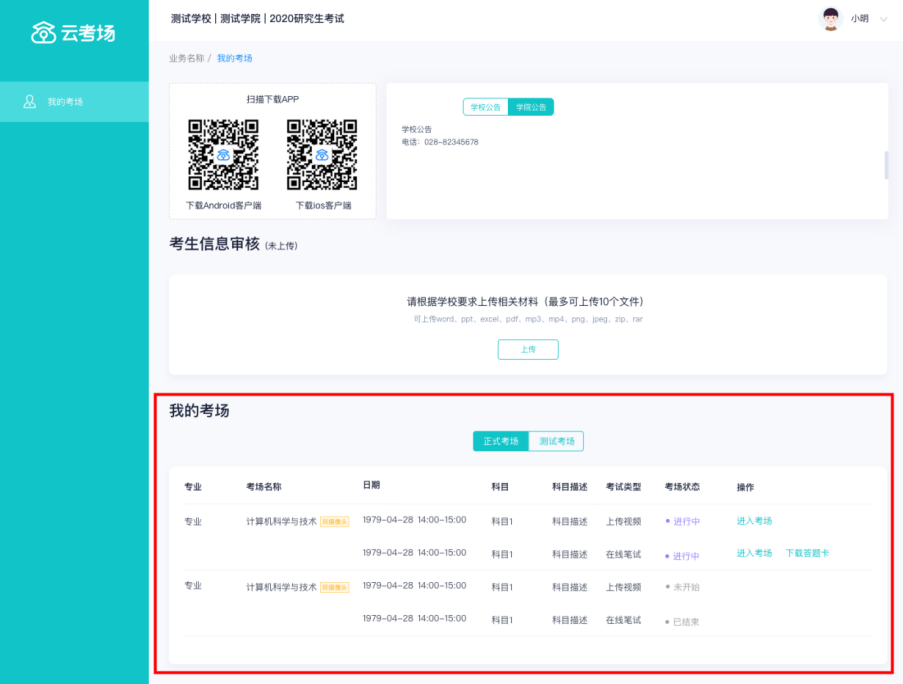 云考场
测试学校 | 测试学院 | 2020研究生考试
小明
我的考场
业务名称 / 我的考场
扫描下载APP
下载Android客户端 下载ios客户端
学校公告 学院公告
学校公告
电话：028-82345678
考生信息审核 (未上传)
请根据学校要求上传相关材料（最多可上传10个文件）
可上传word、ppt、excel、pdf、mp3、mp4、png、jpeg、zip、rar
上传
我的考场
正式考场 测试考场
专业 考场名称 日期 科目 科目描述 考试类型 考场状态 操作
专业 计算机科学与技术 双摄像头 1979-04-28 14:00-15:00 科目1 科目描述 上传视频 进行中 进入考场
1979-04-28 14:00-15:00 科目1 科目描述 在线笔试 进行中 进入考场 下载答题卡
专业 计算机科学与技术 双摄像头 1979-04-28 14:00-15:00 科目1 科目描述 上传视频 未开始
1979-04-28 14:00-15:00 科目1 科目描述 在线笔试 已结束